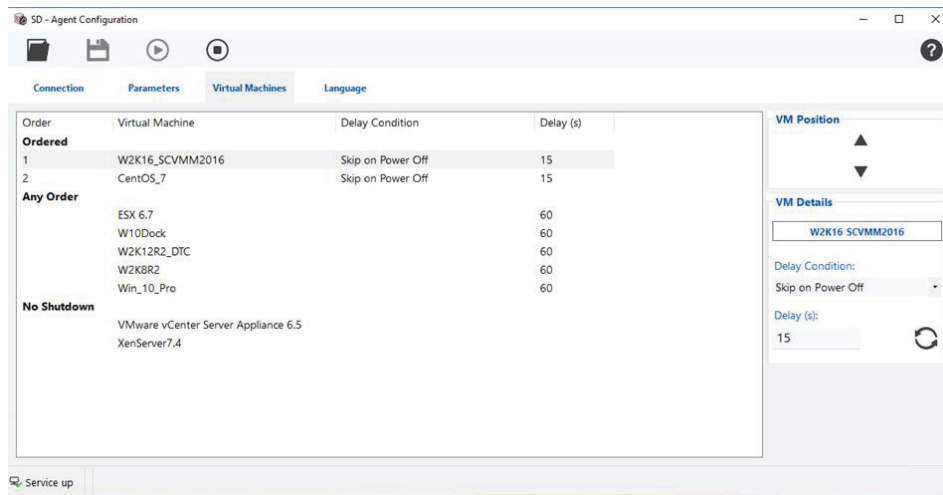 SD - Agent Configuration
Connection Parameters Virtual Machines Language
Order Virtual Machine Delay Condition Delay (s)
Ordered
1 W2K16_SCVMM2016 Skip on Power Off 15
2 CentOS_7 Skip on Power Off 15
Any Order
ESX 6.7 60
W10Dock 60
W2K12R2_DTC 60
W2K8R2 60
Win_10_Pro 60
No Shutdown
VMware vCenter Server Appliance 6.5
XenServer7.4
VM Position
VM Details
W2K16 SCVMM2016
Delay Condition:
Skip on Power Off
Delay (s):
15
Service up